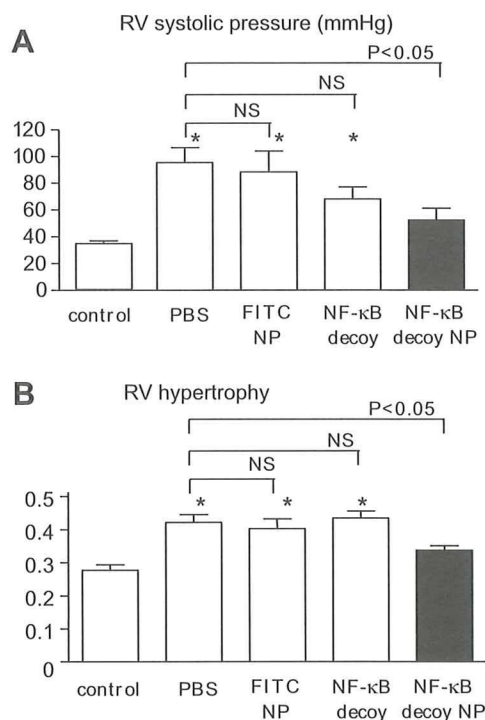 A
RV systolic pressure (mmHg)
P<0.05
NS
NS
* * *
120
100
80
60
40
20
0
control PBS FITC NP NF-κB decoy NF-κB decoy NP
B
RV hypertrophy
P<0.05
NS
NS
* * *
0.5
0.4
0.3
0.2
0.1
0
control PBS FITC NP NF-κB decoy NF-κB decoy NP